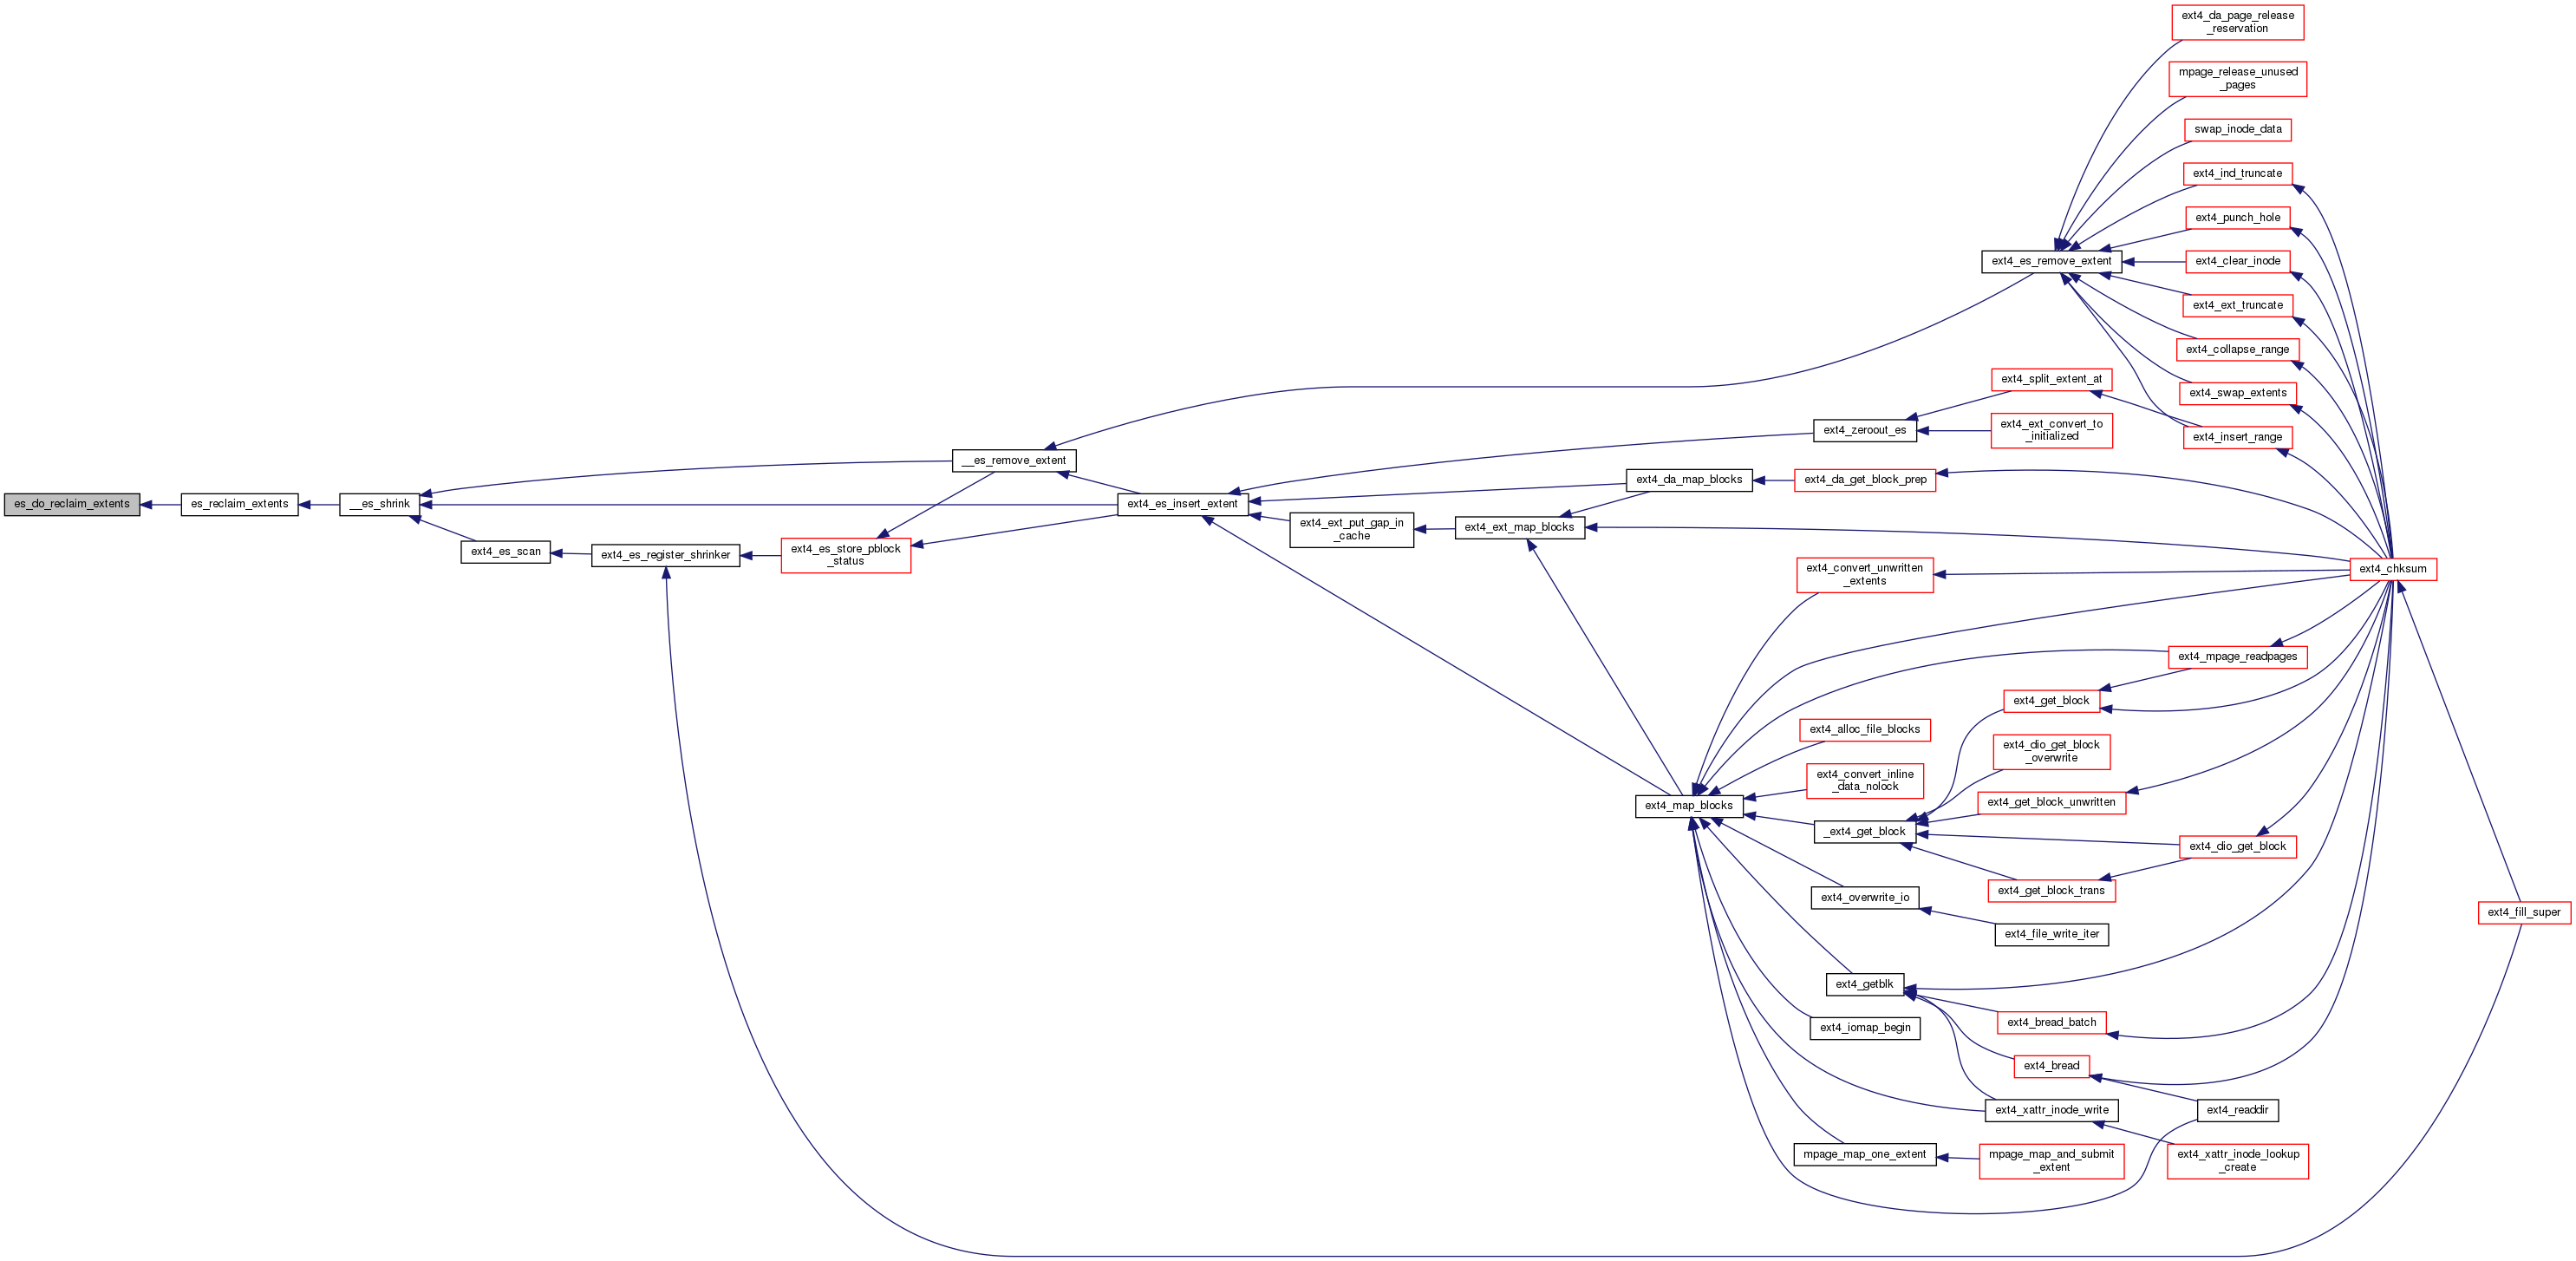 es_do_reclaim_extents
es_reclaim_extents
__es_shrink
ext4_es_scan
ext4_es_register_shrinker
ext4_es_store_pblock
_status
__es_remove_extent
ext4_es_insert_extent
ext4_ext_put_gap_in
_cache
ext4_ext_map_blocks
ext4_da_map_blocks
ext4_zeroout_es
ext4_map_blocks
ext4_da_get_block_prep
ext4_convert_unwritten
_extents
ext4_alloc_file_blocks
ext4_convert_inline
_data_nolock
_ext4_get_block
ext4_overwrite_io
ext4_getblk
ext4_iomap_begin
mpage_map_one_extent
ext4_es_remove_extent
ext4_split_extent_at
ext4_ext_convert_to
_initialized
ext4_get_block
ext4_dio_get_block
_overwrite
ext4_get_block_unwritten
ext4_get_block_trans
ext4_file_write_iter
ext4_bread_batch
ext4_bread
ext4_xattr_inode_write
mpage_map_and_submit
_extent
ext4_da_page_release
_reservation
mpage_release_unused
_pages
swap_inode_data
ext4_ind_truncate
ext4_punch_hole
ext4_clear_inode
ext4_ext_truncate
ext4_collapse_range
ext4_swap_extents
ext4_insert_range
ext4_mpage_readpages
ext4_dio_get_block
ext4_readdir
ext4_xattr_inode_lookup
_create
ext4_chksum
ext4_fill_super